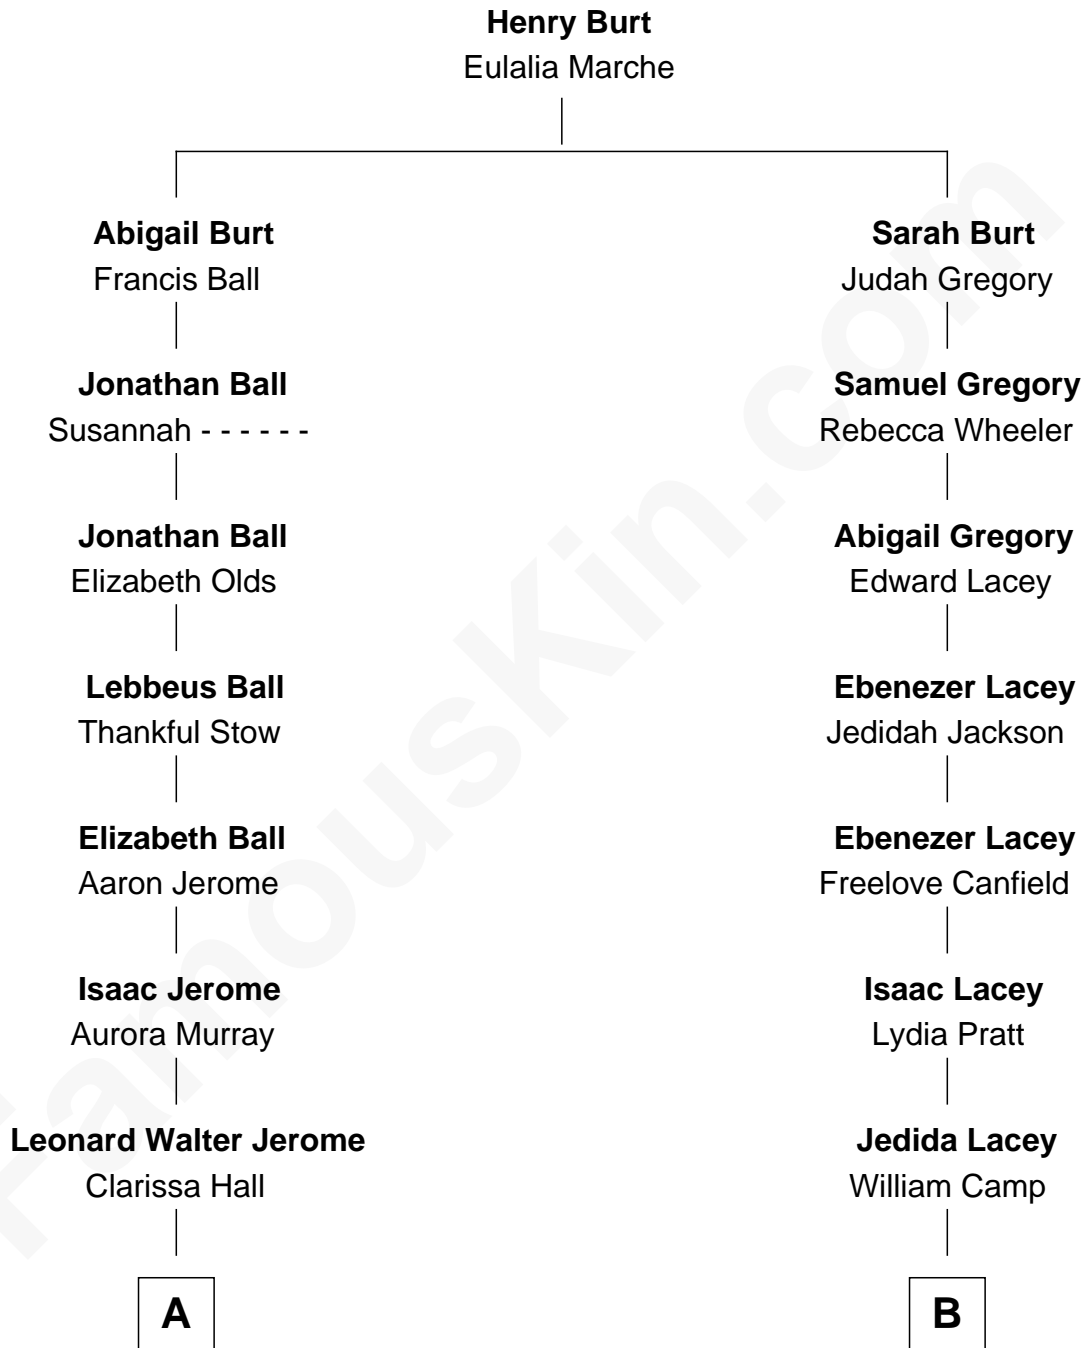 Henry Burt
Eulalia Marche
Abigail Burt
Francis Ball
Sarah Burt
Judah Gregory
Jonathan Ball
Susannah - - - - - -
Samuel Gregory
Rebecca Wheeler
Jonathan Ball
Elizabeth Olds
Abigail Gregory
Edward Lacey
Lebbeus Ball
Thankful Stow
Ebenezer Lacey
Jedidah Jackson
Elizabeth Ball
Aaron Jerome
Ebenezer Lacey
Freelove Canfield
Isaac Jerome
Aurora Murray
Isaac Lacey
Lydia Pratt
Leonard Walter Jerome
Clarissa Hall
Jedida Lacey
William Camp
A
B
FamousKin.com